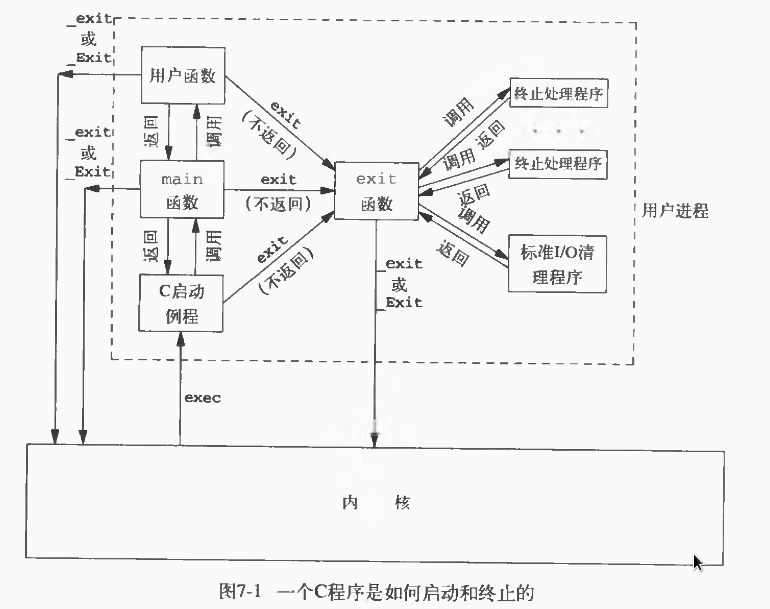 _exit
或
_Exit
用户函数
exit
(不返回)
返回
调用
_exit
或
_Exit
main
函数
exit
(不返回)
返回
调用
C启动
例程
exit
(不返回)
exec
exit
函数
_exit
或
_Exit
调用
返回
终止处理程序
. . .
调用
返回
终止处理程序
调用
返回
标准I/O清
理程序
用户进程
内 核
图7-1 一个C程序是如何启动和终止的